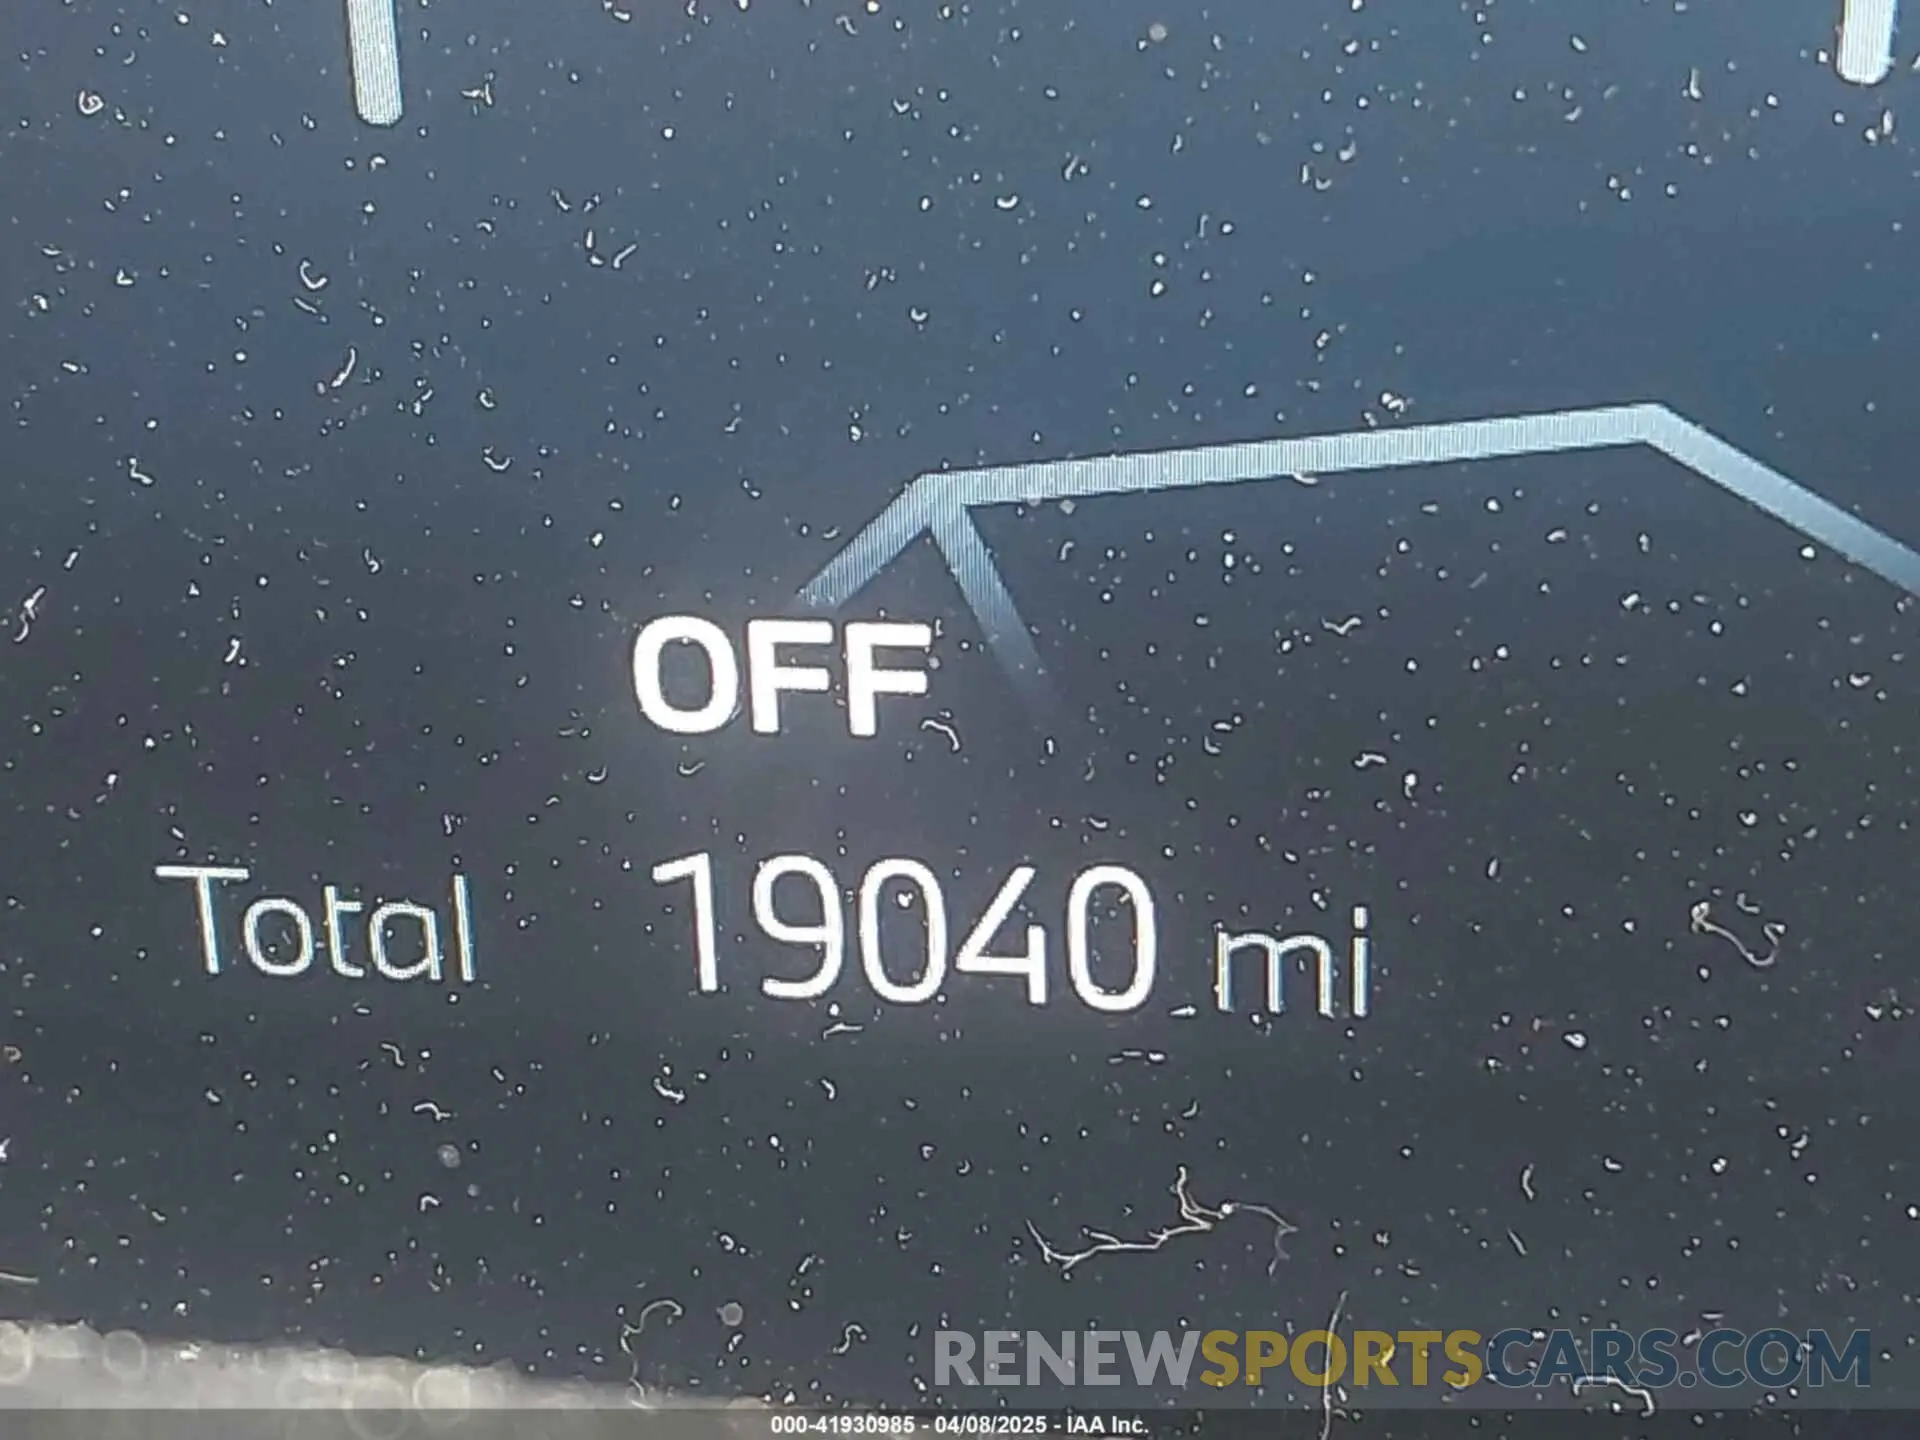 OFF
Total 19040 mi
RENEWSPORTSCARS.COM
000-41930985 - 04/08/2025 - IAA Inc.